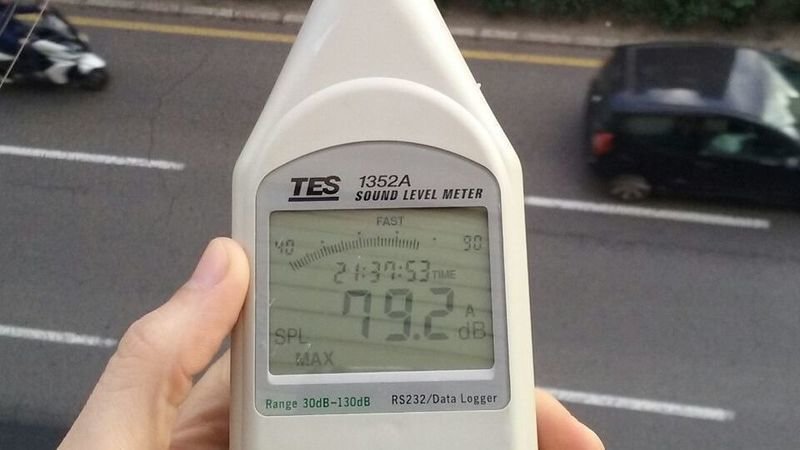 TES 1352A
SOUND LEVEL METER
FAST
40 90
21:37:53 TIME
79.2 A
dB
SPL
MAX
Range 30dB-130dB RS232/Data Logger